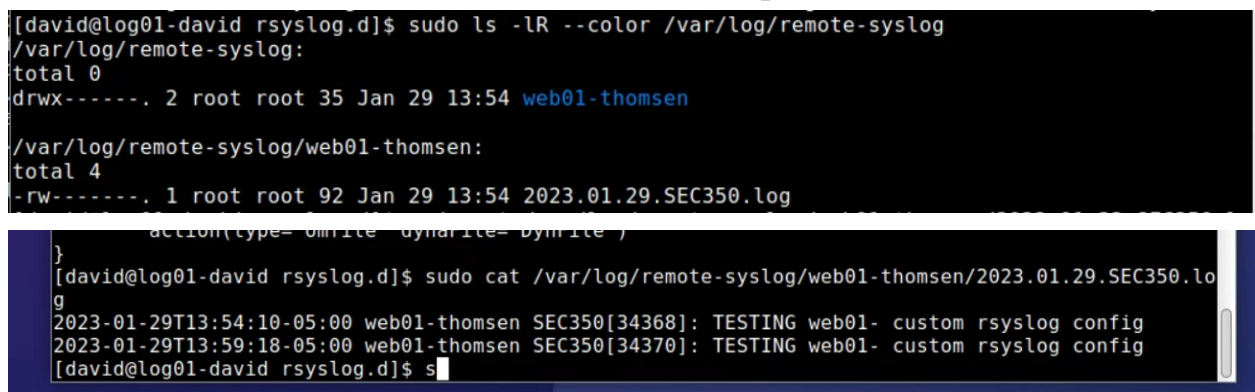 [david@log01-david rsyslog.d]$ sudo ls -lR --color /var/log/remote-syslog
/var/log/remote-syslog:
total 0
drwx------. 2 root root 35 Jan 29 13:54 web01-thomsen
/var/log/remote-syslog/web01-thomsen:
total 4
-rw-------. 1 root root 92 Jan 29 13:54 2023.01.29.SEC350.log
}
[david@log01-david rsyslog.d]$ sudo cat /var/log/remote-syslog/web01-thomsen/2023.01.29.SEC350.lo
g
2023-01-29T13:54:10-05:00 web01-thomsen SEC350[34368]: TESTING web01- custom rsyslog config
2023-01-29T13:59:18-05:00 web01-thomsen SEC350[34370]: TESTING web01- custom rsyslog config
[david@log01-david rsyslog.d]$ s